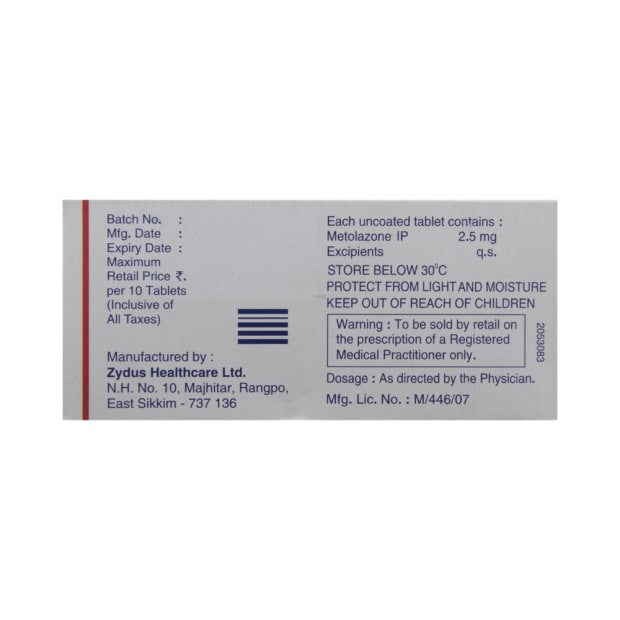 Batch No. :
Mfg. Date :
Expiry Date :
Maximum
Retail Price ₹.
per 10 Tablets
(Inclusive of
All Taxes)
Manufactured by :
Zydus Healthcare Ltd.
N.H. No. 10, Majhitar, Rangpo,
East Sikkim - 737 136
Each uncoated tablet contains :
Metolazone IP 2.5 mg
Excipients q.s.
STORE BELOW 30°C
PROTECT FROM LIGHT AND MOISTURE
KEEP OUT OF REACH OF CHILDREN
Warning : To be sold by retail on
the prescription of a Registered
Medical Practitioner only.
2053083
Dosage : As directed by the Physician.
Mfg. Lic. No. : M/446/07